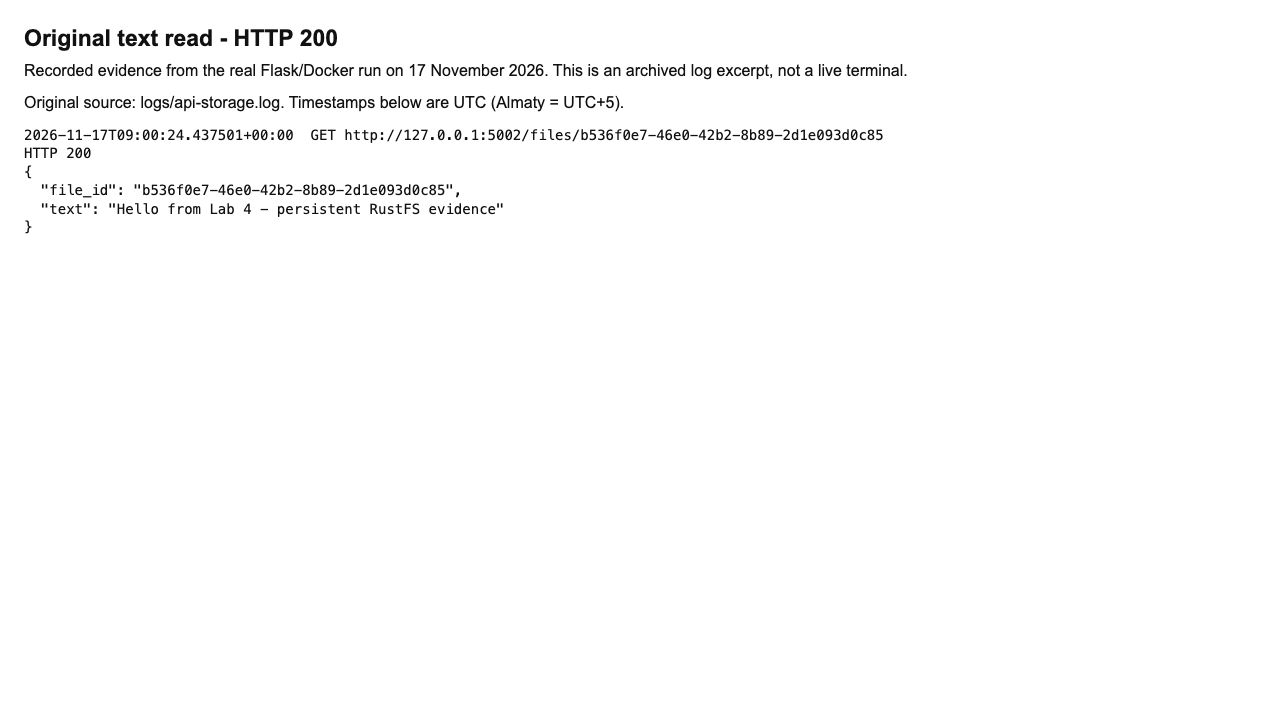 Original text read - HTTP 200
Recorded evidence from the real Flask/Docker run on 17 November 2026. This is an archived log excerpt, not a live terminal.
Original source: logs/api-storage.log. Timestamps below are UTC (Almaty = UTC+5).
2026-11-17T09:00:24.437501+00:00  GET http://127.0.0.1:5002/files/b536f0e7-46e0-42b2-8b89-2d1e093d0c85
HTTP 200
{
  "file_id": "b536f0e7-46e0-42b2-8b89-2d1e093d0c85",
  "text": "Hello from Lab 4 - persistent RustFS evidence"
}